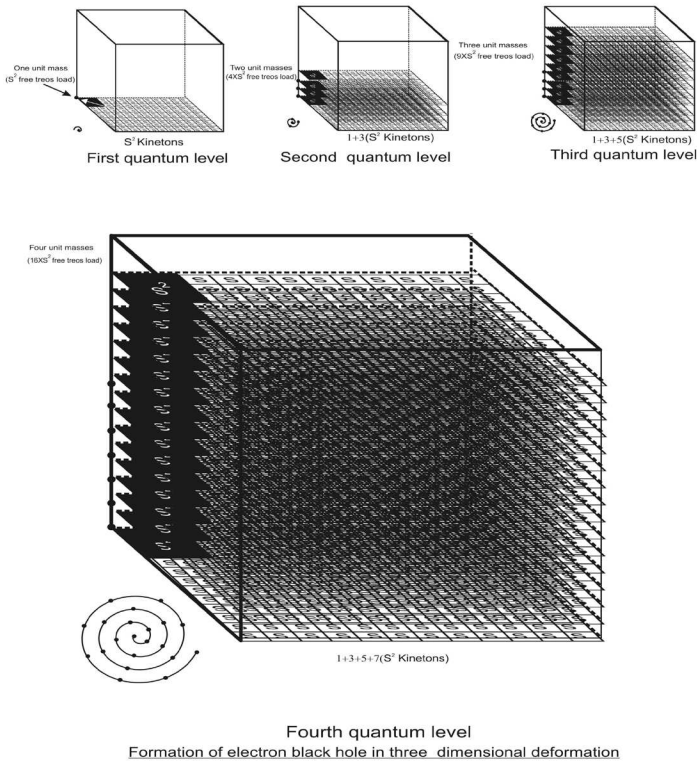 One unit mass
(S² free treos load)
S² Kinetons
First quantum level
Two unit masses
(4XS² free treos load)
1+3(S² Kinetons)
Second quantum level
Three unit masses
(9XS² free treos load)
1+3+5(S² Kinetons)
Third quantum level
Four unit masses
(16XS² free treos load)
1+3+5+7(S² Kinetons)
Fourth quantum level
Formation of electron black hole in three dimensional deformation